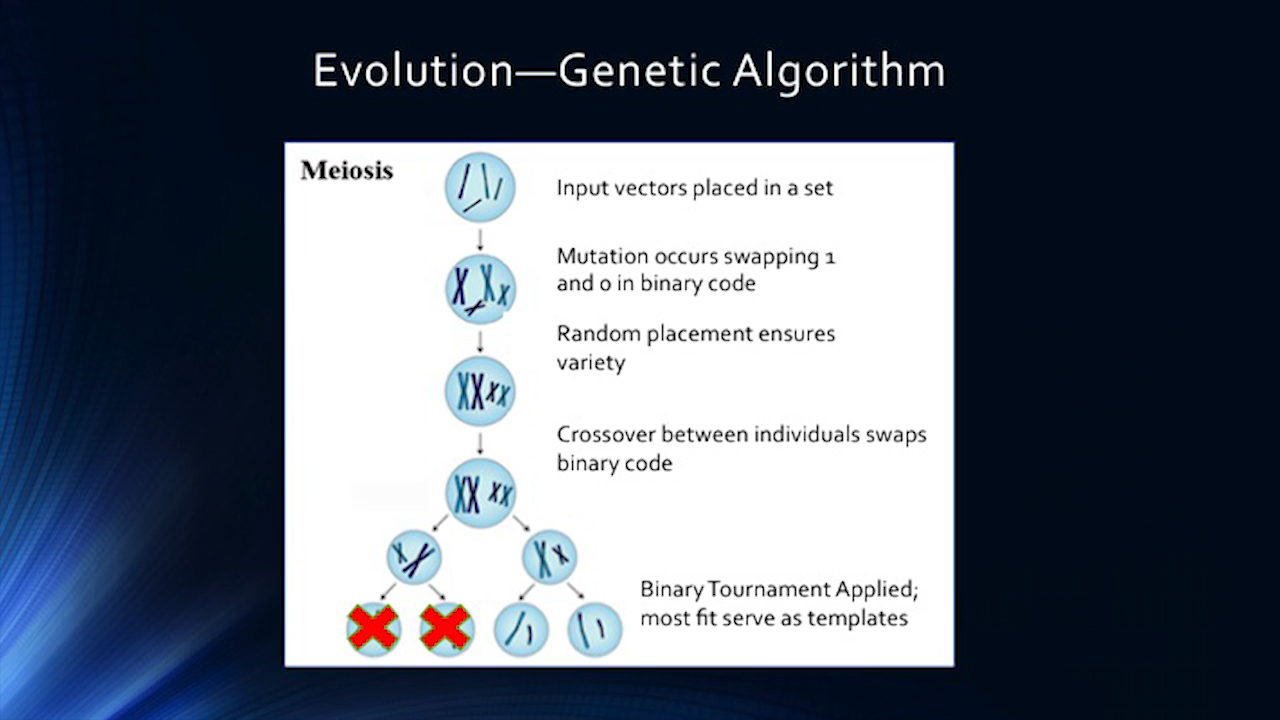 Evolution—Genetic Algorithm
Meiosis
Input vectors placed in a set
Mutation occurs swapping 1
and 0 in binary code
Random placement ensures
variety
Crossover between individuals swaps
binary code
Binary Tournament Applied;
most fit serve as templates